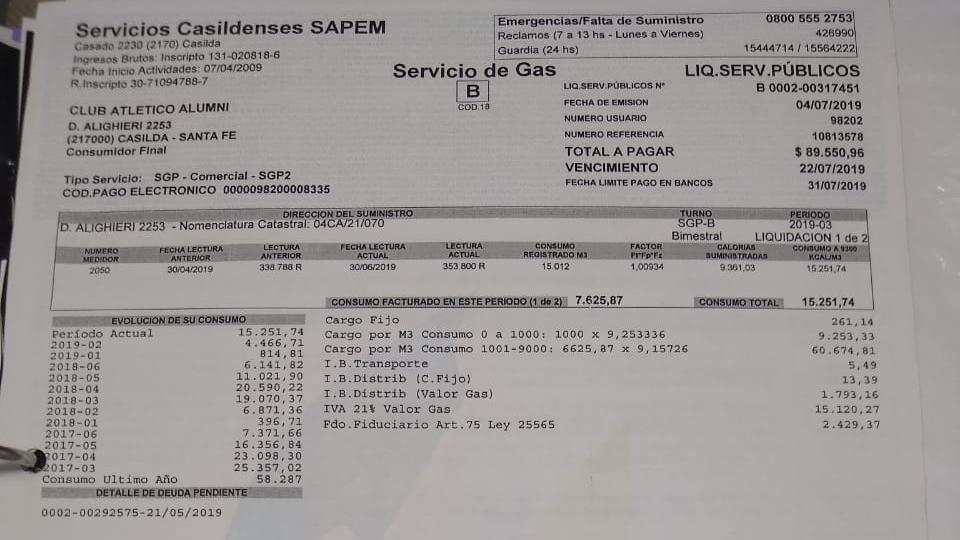 Servicios Casildenses SAPEM
Casado 2230 (2170) Casilda
Ingresos Brutos: Inscripto 131-020818-6
Fecha Inicio Actividades: 07/04/2009
R.Inscripto 30-71094788-7
Emergencias/Falta de Suministro 0800 555 2753
Reclamos (7 a 13 hs - Lunes a Viernes) 426990
Guardia (24 hs) 15444714 / 15564222
Servicio de Gas
B
COD.18
LIQ.SERV.PÚBLICOS
LIQ.SERV.PÚBLICOS Nº B 0002-00317451
FECHA DE EMISION 04/07/2019
NUMERO USUARIO 98202
NUMERO REFERENCIA 10813578
TOTAL A PAGAR $ 89.550,96
VENCIMIENTO 22/07/2019
FECHA LIMITE PAGO EN BANCOS 31/07/2019
CLUB ATLETICO ALUMNI
D. ALIGHIERI 2253
(217000) CASILDA - SANTA FE
Consumidor Final
Tipo Servicio: SGP - Comercial - SGP2
COD.PAGO ELECTRONICO 0000098200008335
DIRECCION DEL SUMINISTRO TURNO PERIODO
D. ALIGHIERI 2253 - Nomenclatura Catastral: 04CA/21/070 SGP-B 2019-03
Bimestral LIQUIDACION 1 de 2
NUMERO MEDIDOR FECHA LECTURA ANTERIOR LECTURA ANTERIOR FECHA LECTURA ACTUAL LECTURA ACTUAL CONSUMO REGISTRADO M3 FACTOR Ft*Fp*Fz CALORIAS SUMINISTRADAS CONSUMO A 9300 KCAL/M3
2050 30/04/2019 338.788 R 30/06/2019 353.800 R 15.012 1,00934 9.361,03 15.251,74
CONSUMO FACTURADO EN ESTE PERIODO (1 de 2) 7.625,87 CONSUMO TOTAL 15.251,74
EVOLUCION DE SU CONSUMO
Período Actual 15.251,74
2019-02 4.466,71
2019-01 814,81
2018-06 6.141,82
2018-05 11.021,90
2018-04 20.590,22
2018-03 19.070,37
2018-02 6.871,36
2018-01 396,71
2017-06 7.371,66
2017-05 16.356,84
2017-04 23.098,30
2017-03 25.357,02
Consumo Ultimo Año 58.287
DETALLE DE DEUDA PENDIENTE
0002-00292575-21/05/2019
Cargo Fijo 261,14
Cargo por M3 Consumo 0 a 1000: 1000 x 9,253336 9.253,33
Cargo por M3 Consumo 1001-9000: 6625,87 x 9,15726 60.674,81
I.B.Transporte 5,49
I.B.Distrib (C.Fijo) 13,39
I.B.Distrib (Valor Gas) 1.793,16
IVA 21% Valor Gas 15.120,27
Fdo.Fiduciario Art.75 Ley 25565 2.429,37